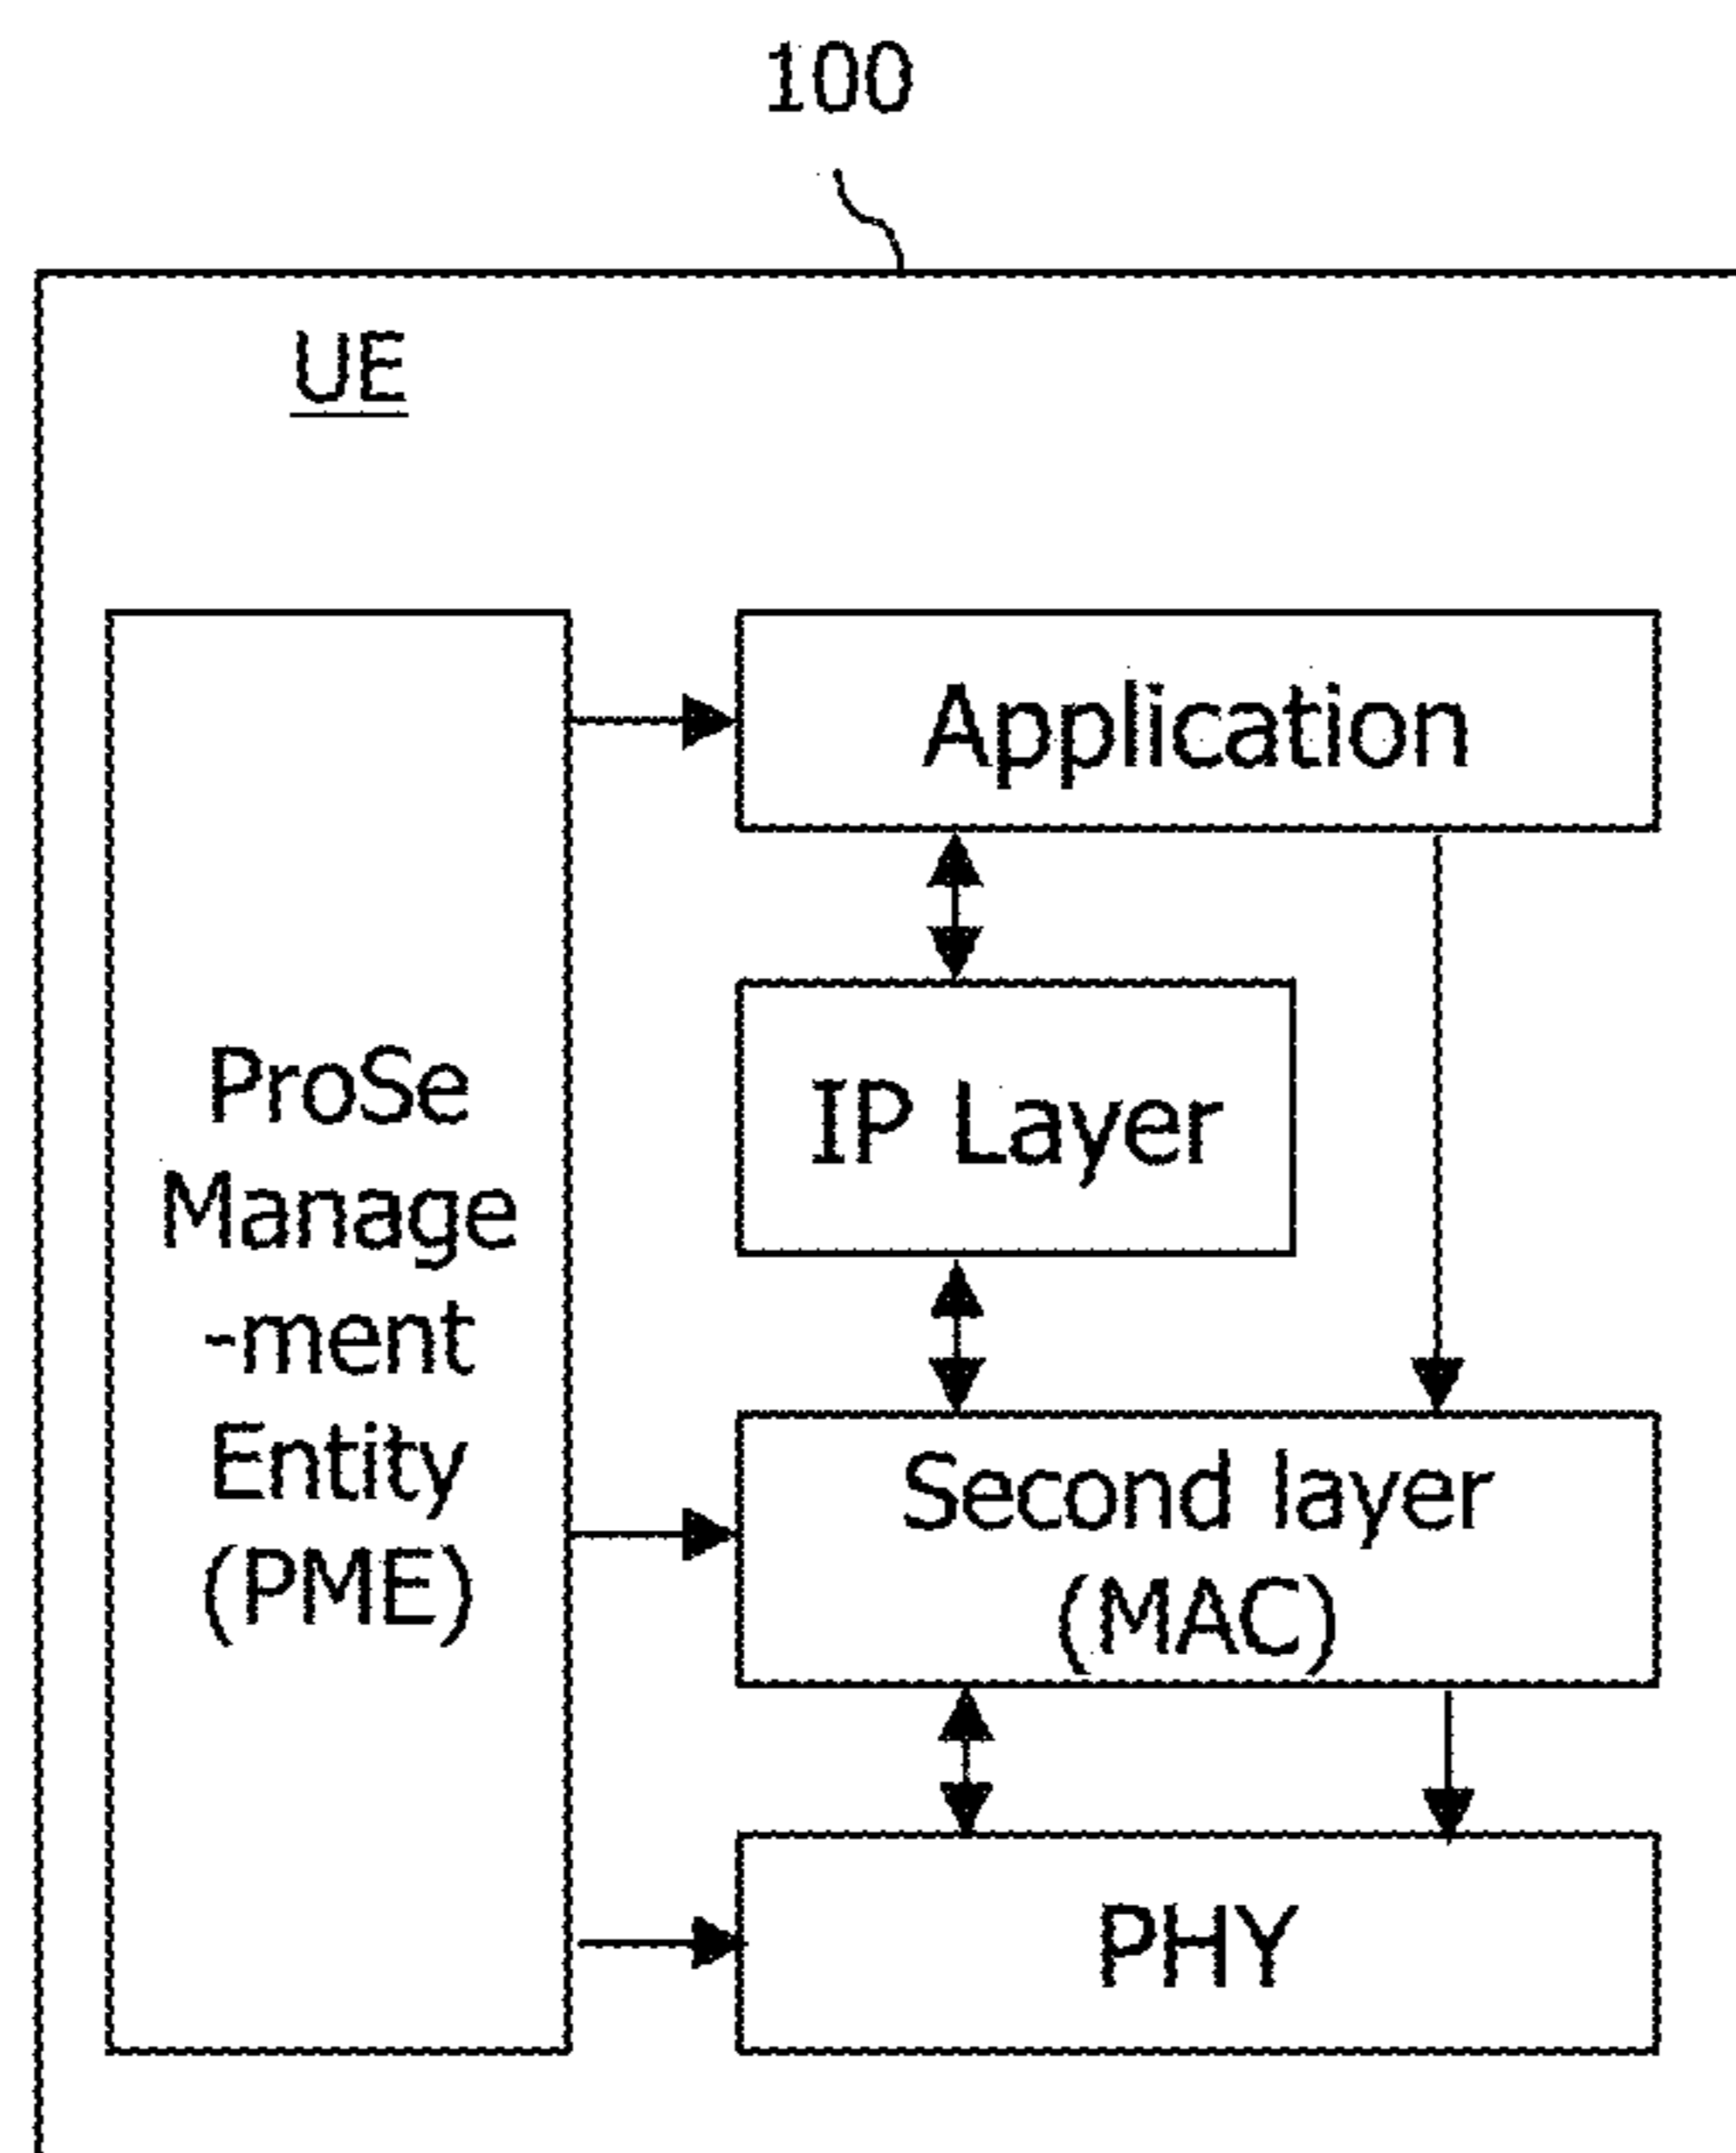 100
UE
ProSe
Manage
-ment
Entity
(PME)
Application
IP Layer
Second layer
(MAC)
PHY